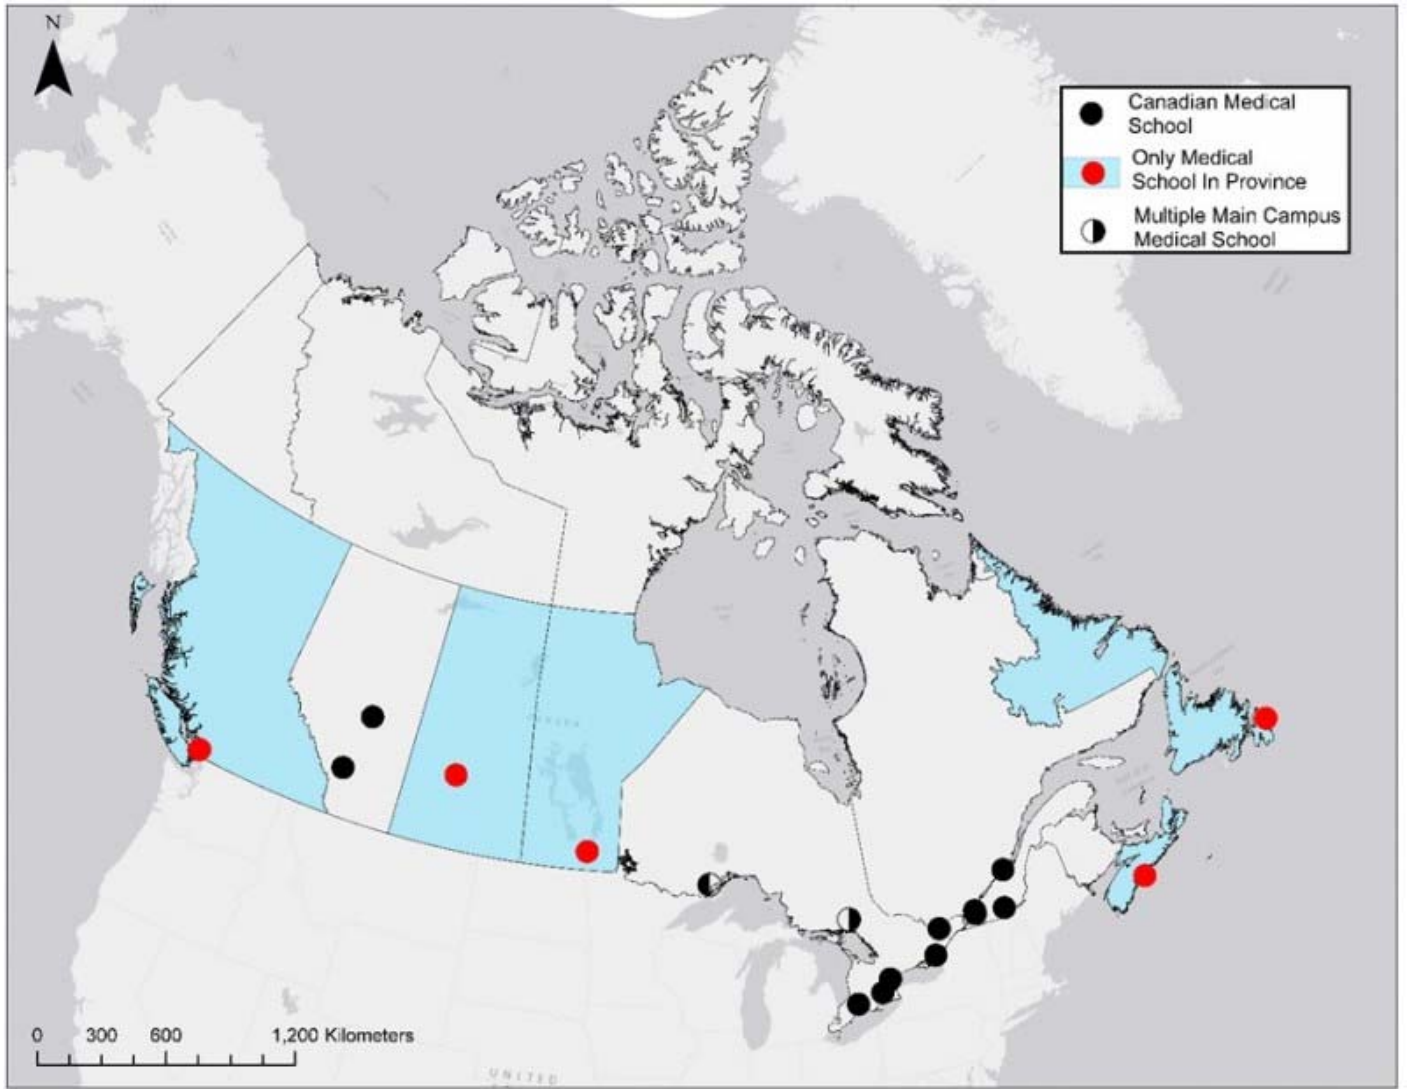 N
Canadian Medical
School
Only Medical
School In Province
Multiple Main Campus
Medical School
0 300 600 1,200 Kilometers
UNITED